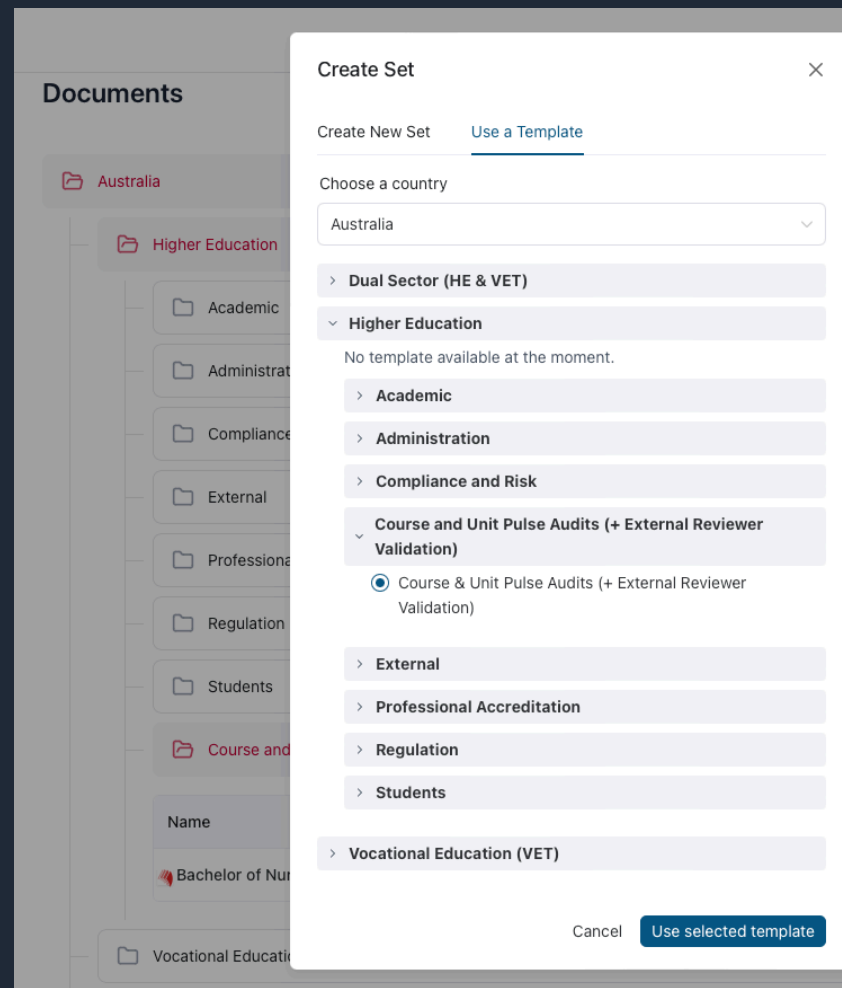 Documents
Australia
Higher Education
Academic
Administrat
Compliance
External
Professiona
Regulation
Students
Course and
Name
Bachelor of Nur
Vocational Educatio
Create Set
Create New Set
Use a Template
Choose a country
Australia
Dual Sector (HE & VET)
Higher Education
No template available at the moment.
Academic
Administration
Compliance and Risk
Course and Unit Pulse Audits (+ External Reviewer
Validation)
Course & Unit Pulse Audits (+ External Reviewer
Validation)
External
Professional Accreditation
Regulation
Students
Vocational Education (VET)
Cancel
Use selected template